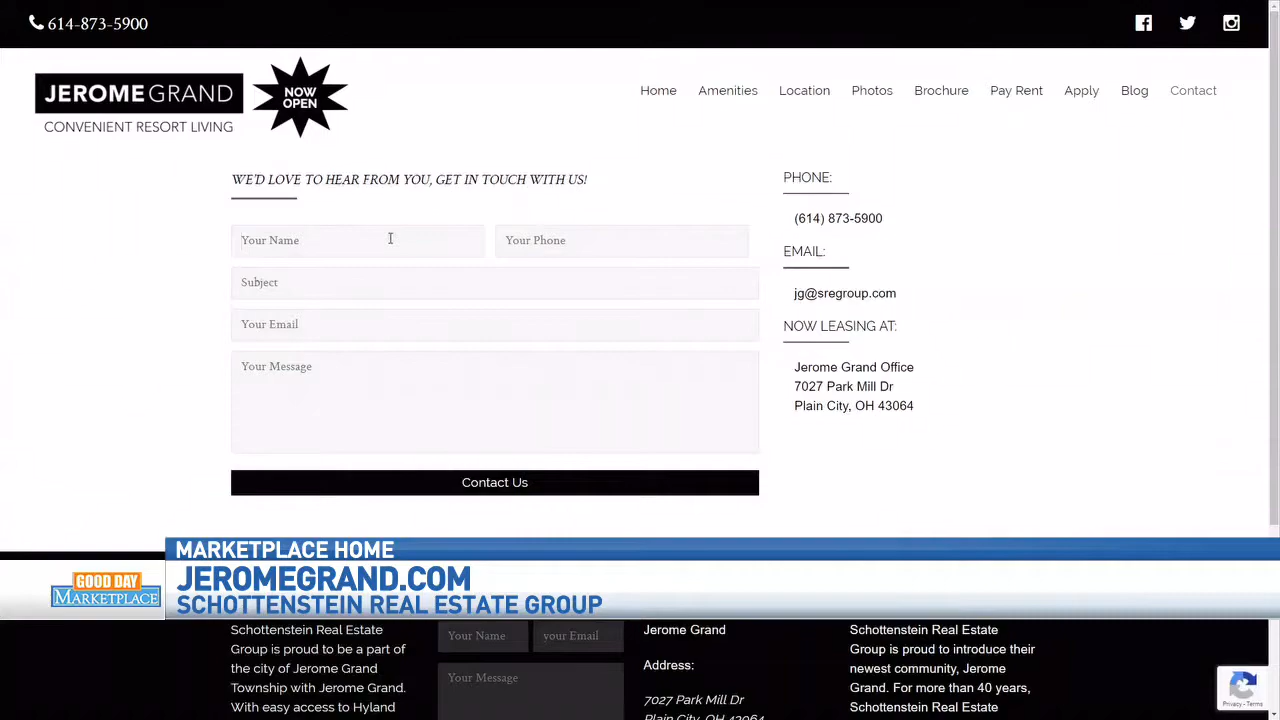 614-873-5900
JEROME GRAND
NOW
OPEN
CONVENIENT RESORT LIVING
Home Amenities Location Photos Brochure Pay Rent Apply Blog Contact
WE'D LOVE TO HEAR FROM YOU, GET IN TOUCH WITH US!
Your Name
Your Phone
Subject
Your Email
Your Message
Contact Us
PHONE:
(614) 873-5900
EMAIL:
jg@sregroup.com
NOW LEASING AT:
Jerome Grand Office
7027 Park Mill Dr
Plain City, OH 43064
MARKETPLACE HOME
GOOD DAY
MARKETPLACE
JEROMEGRAND.COM
SCHOTTENSTEIN REAL ESTATE GROUP
Schottenstein Real Estate
Group is proud to be a part of
the city of Jerome Grand
Township with Jerome Grand.
With easy access to Hyland
Your Name
your Email
Your Message
Jerome Grand
Address:
7027 Park Mill Dr
Plain City, OH 43064
Schottenstein Real Estate
Group is proud to introduce their
newest community, Jerome
Grand. For more than 40 years,
Schottenstein Real Estate
Privacy - Terms